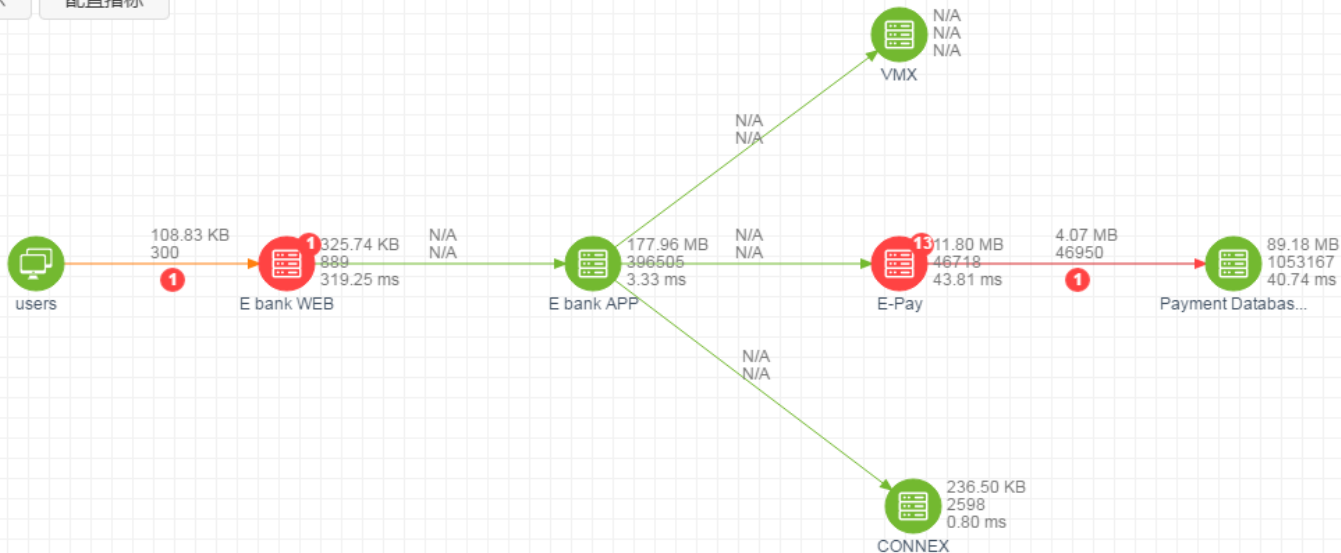 配置指标
N/A
N/A
N/A
VMX
N/A
N/A
108.83 KB
300
1
users
1
325.74 KB
889
319.25 ms
E bank WEB
N/A
N/A
177.96 MB
396505
3.33 ms
E bank APP
N/A
N/A
13
11.80 MB
46718
43.81 ms
E-Pay
4.07 MB
46950
1
89.18 MB
1053167
40.74 ms
Payment Databas...
N/A
N/A
236.50 KB
2598
0.80 ms
CONNEX